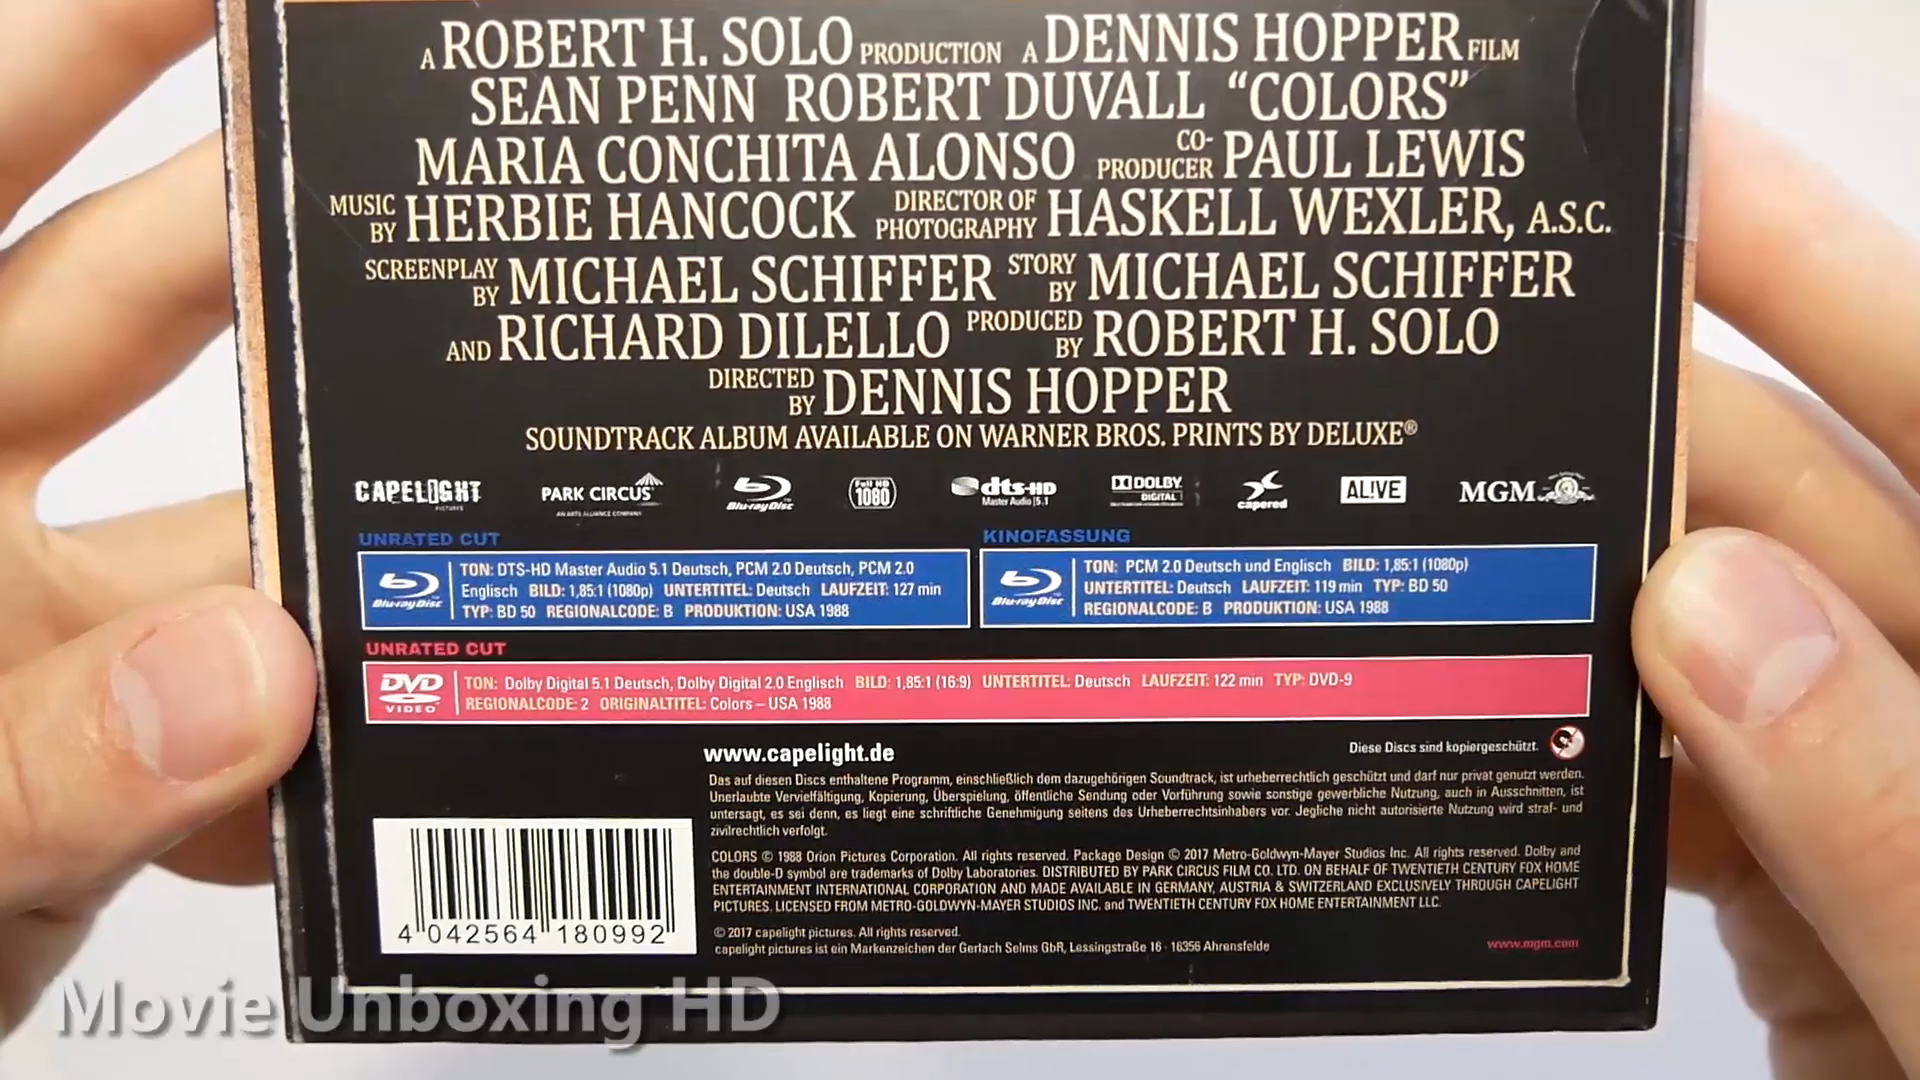 A ROBERT H. SOLO PRODUCTION A DENNIS HOPPER FILM
SEAN PENN ROBERT DUVALL “COLORS”
MARIA CONCHITA ALONSO CO-PRODUCER PAUL LEWIS
MUSIC BY HERBIE HANCOCK DIRECTOR OF PHOTOGRAPHY HASKELL WEXLER, A.S.C.
SCREENPLAY BY MICHAEL SCHIFFER STORY BY MICHAEL SCHIFFER
AND RICHARD DILELLO PRODUCED BY ROBERT H. SOLO
DIRECTED BY DENNIS HOPPER
SOUNDTRACK ALBUM AVAILABLE ON WARNER BROS. PRINTS BY DELUXE®
CAPELIGHT PICTURES PARK CIRCUS AN ARTS ALLIANCE COMPANY Blu-ray Disc Full HD 1080 dts-HD Master Audio 5.1 DOLBY DIGITAL capered AL!VE MGM
UNRATED CUT
Blu-ray Disc
TON: DTS-HD Master Audio 5.1 Deutsch, PCM 2.0 Deutsch, PCM 2.0
Englisch BILD: 1,85:1 (1080p) UNTERTITEL: Deutsch LAUFZEIT: 127 min
TYP: BD 50 REGIONALCODE: B PRODUKTION: USA 1988
KINOFASSUNG
Blu-ray Disc
TON: PCM 2.0 Deutsch und Englisch BILD: 1,85:1 (1080p)
UNTERTITEL: Deutsch LAUFZEIT: 119 min TYP: BD 50
REGIONALCODE: B PRODUKTION: USA 1988
UNRATED CUT
DVD VIDEO
TON: Dolby Digital 5.1 Deutsch, Dolby Digital 2.0 Englisch BILD: 1,85:1 (16:9) UNTERTITEL: Deutsch LAUFZEIT: 122 min TYP: DVD-9
REGIONALCODE: 2 ORIGINALTITEL: Colors – USA 1988
www.capelight.de
Diese Discs sind kopiergeschützt.
Das auf diesen Discs enthaltene Programm, einschließlich dem dazugehörigen Soundtrack, ist urheberrechtlich geschützt und darf nur privat genutzt werden.
Unerlaubte Vervielfältigung, Kopierung, Überspielung, öffentliche Sendung oder Vorführung sowie sonstige gewerbliche Nutzung, auch in Ausschnitten, ist
untersagt, es sei denn, es liegt eine schriftliche Genehmigung seitens des Urheberrechtsinhabers vor. Jegliche nicht autorisierte Nutzung wird straf- und
zivilrechtlich verfolgt.
COLORS © 1988 Orion Pictures Corporation. All rights reserved. Package Design © 2017 Metro-Goldwyn-Mayer Studios Inc. All rights reserved. Dolby and
the double-D symbol are trademarks of Dolby Laboratories. DISTRIBUTED BY PARK CIRCUS FILM CO. LTD. ON BEHALF OF TWENTIETH CENTURY FOX HOME
ENTERTAINMENT INTERNATIONAL CORPORATION AND MADE AVAILABLE IN GERMANY, AUSTRIA & SWITZERLAND EXCLUSIVELY THROUGH CAPELIGHT
PICTURES. LICENSED FROM METRO-GOLDWYN-MAYER STUDIOS INC. and TWENTIETH CENTURY FOX HOME ENTERTAINMENT LLC.
© 2017 capelight pictures. All rights reserved.
capelight pictures ist ein Markenzeichen der Gerlach Selms GbR, Lessingstraße 16 · 16356 Ahrensfelde
www.mgm.com
4 042564 180992
Movie Unboxing HD